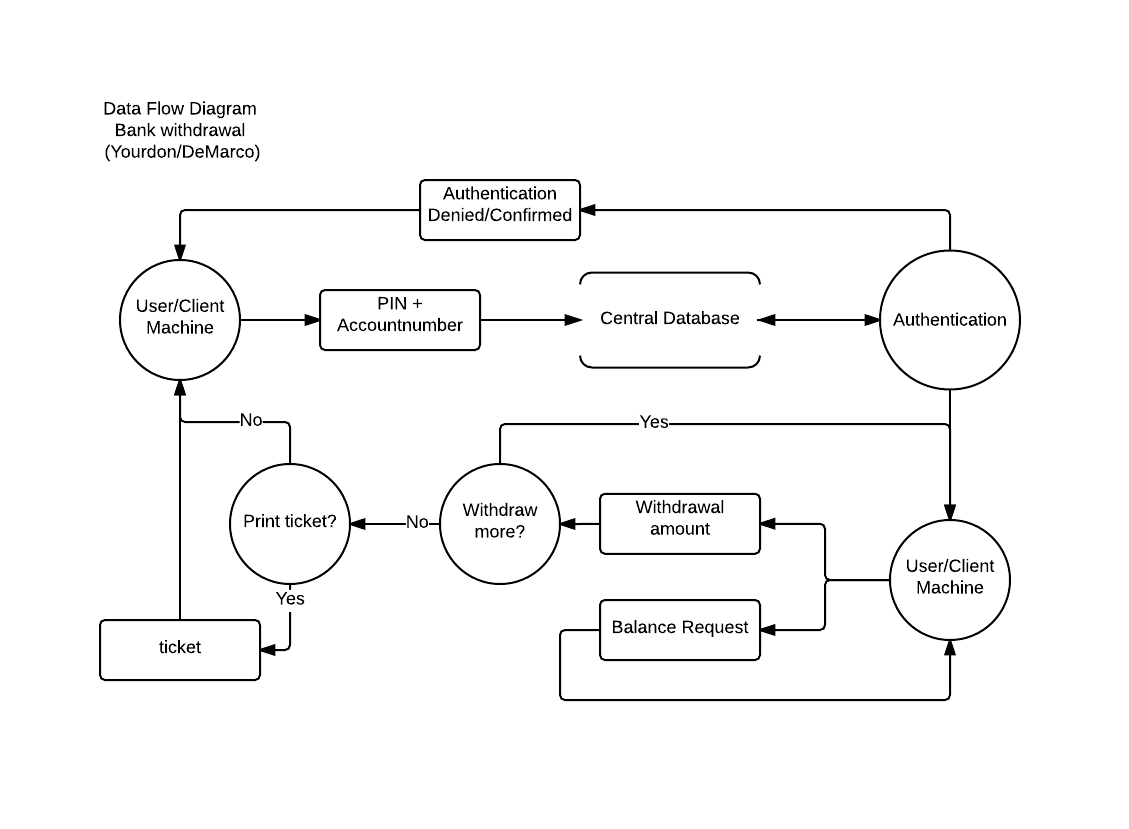 Data Flow Diagram
Bank withdrawal
(Yourdon/DeMarco)
Authentication
Denied/Confirmed
User/Client
Machine
PIN +
Accountnumber
Central Database
Authentication
No
Yes
Print ticket?
No
Withdraw
more?
Withdrawal
amount
User/Client
Machine
Yes
Balance Request
ticket